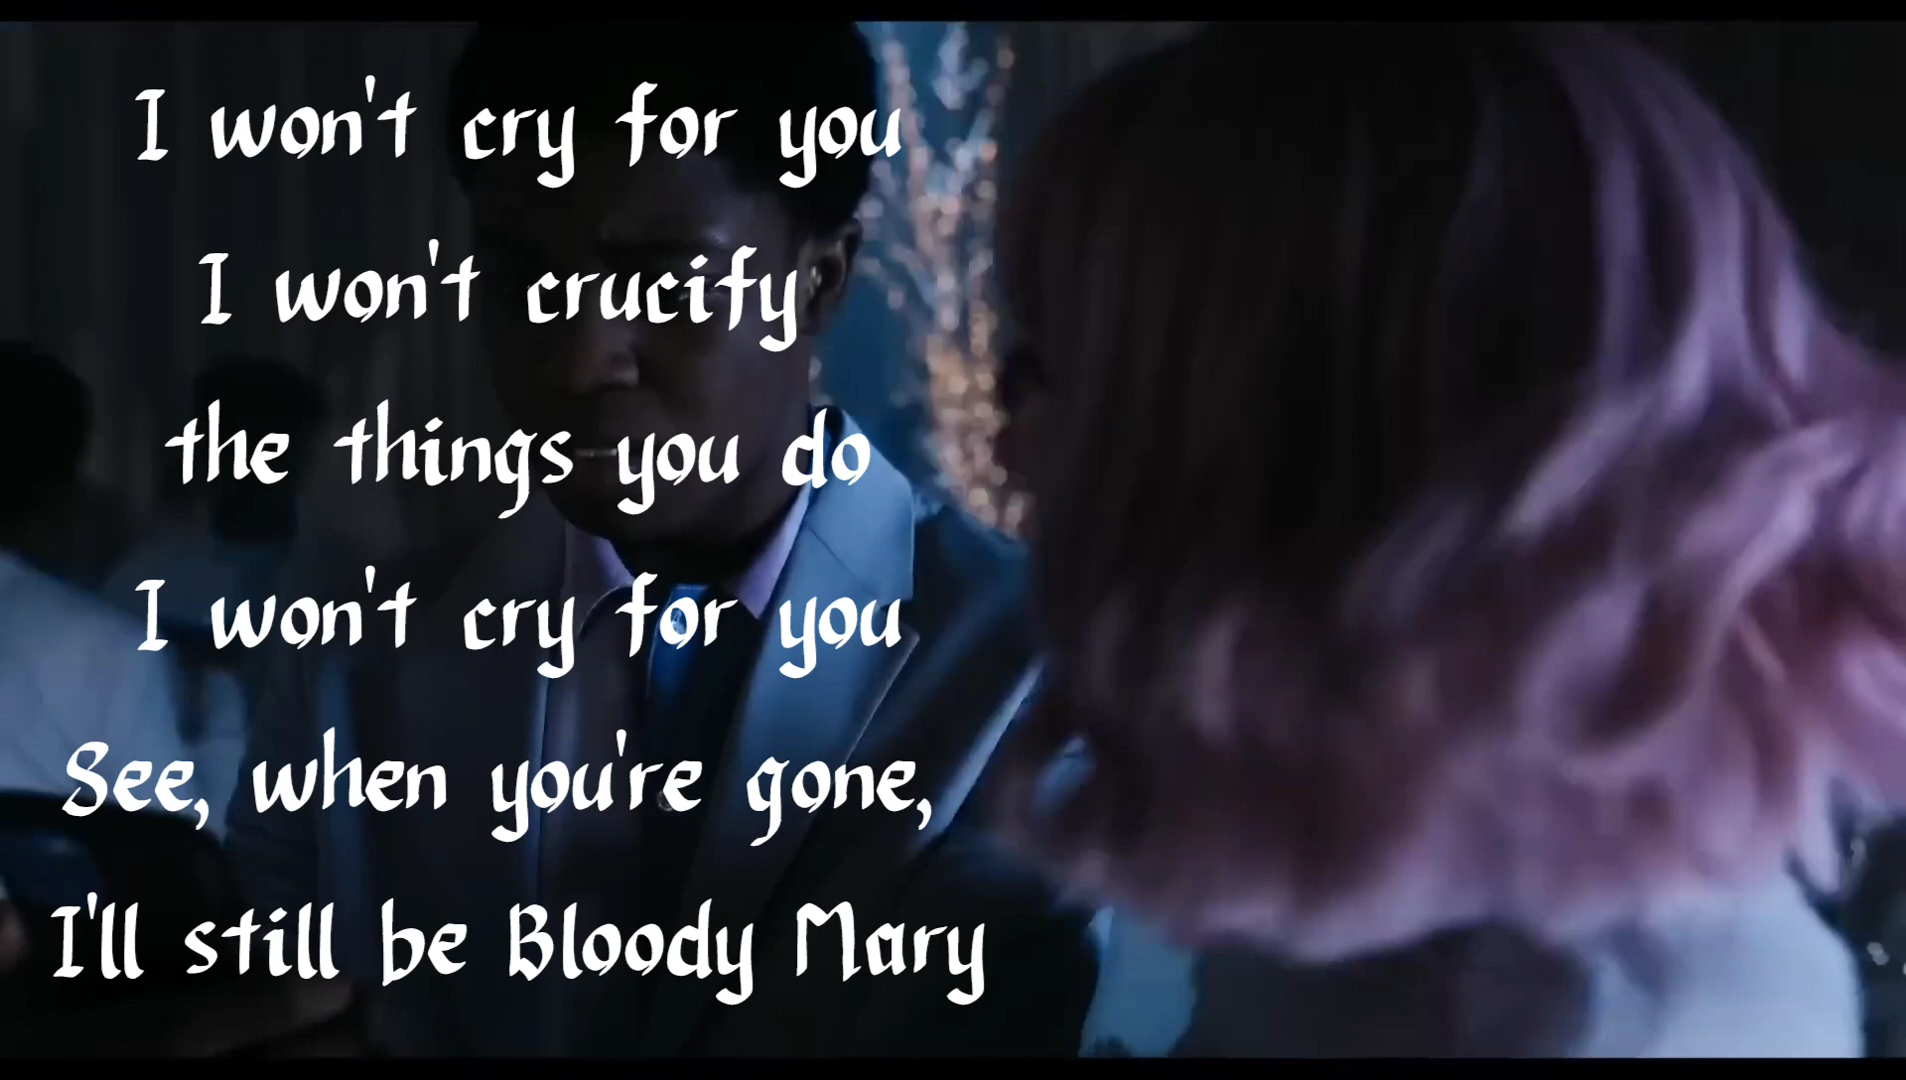 I won't cry for you
I won't crucify
the things you do
I won't cry for you
See, when you're gone,
I'll still be Bloody Mary